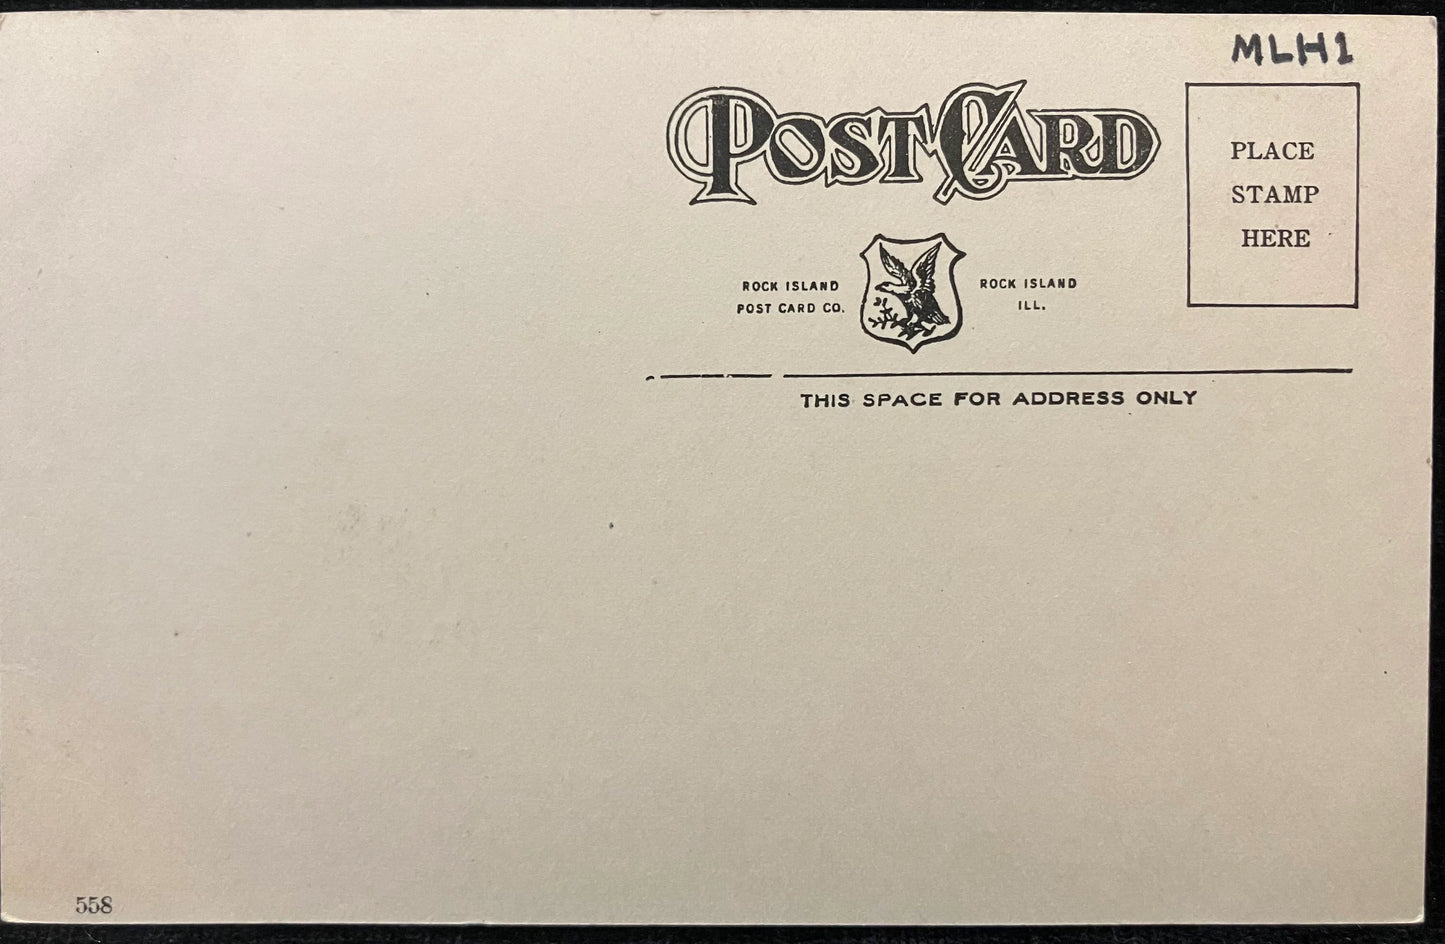 MLH1
POST CARD
PLACE
STAMP
HERE
ROCK ISLAND
POST CARD CO.
ROCK ISLAND
ILL.
THIS SPACE FOR ADDRESS ONLY
558